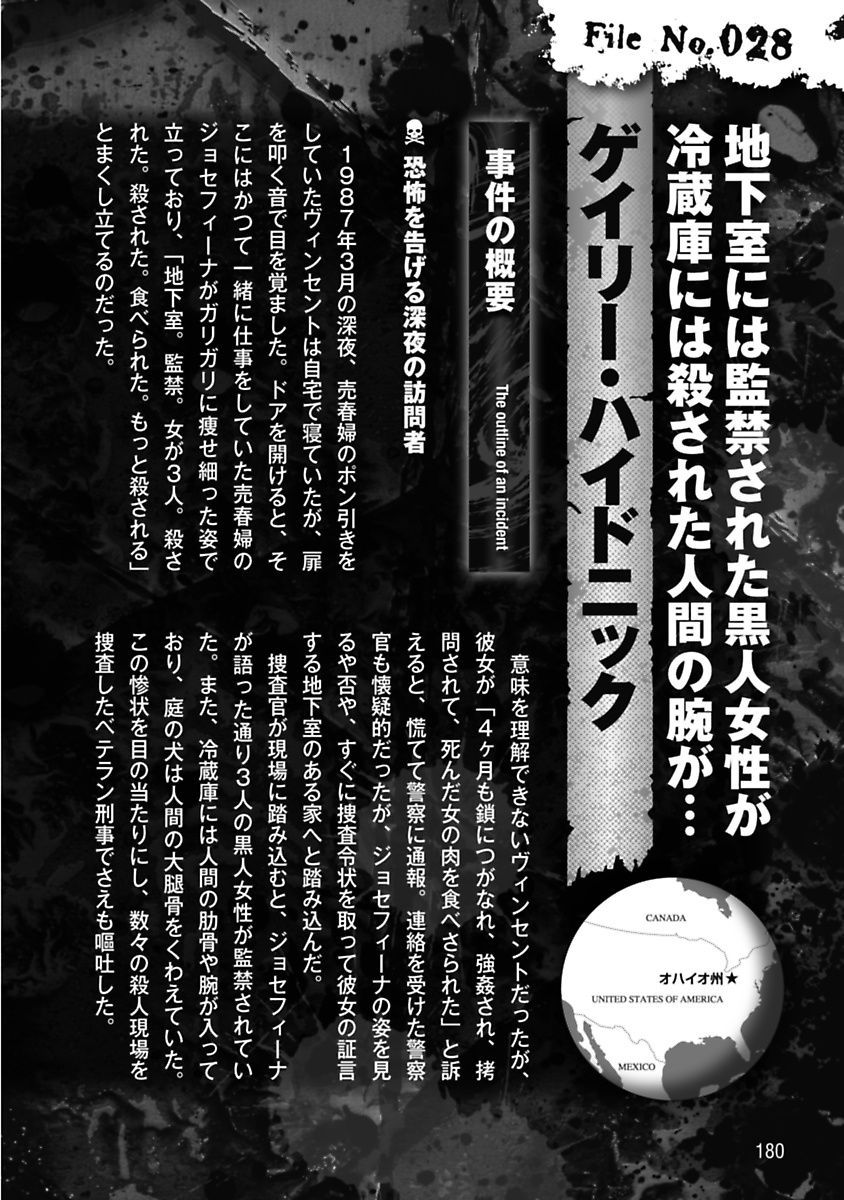 File No.028
地下室には監禁された黒人女性が
冷蔵庫には殺された人間の腕が…
ゲイリー・ハイドニック
事件の概要 The outline of an incident
恐怖を告げる深夜の訪問者
1987年3月の深夜、売春婦のポン引きを
していたヴィンセントは自宅で寝ていたが、扉
を叩く音で目を覚ました。ドアを開けると、そ
こにはかつて一緒に仕事をしていた売春婦の
ジョセフィーナがガリガリに痩せ細った姿で
立っており、「地下室。監禁。女が3人。殺さ
れた。殺された。食べられた。もっと殺される」
とまくし立てるのだった。
意味を理解できないヴィンセントだったが、
彼女が「4ヶ月も鎖につながれ、強姦され、拷
問されて、死んだ女の肉を食べさられた」と訴
えると、慌てて警察に通報。連絡を受けた警察
官も懐疑的だったが、ジョセフィーナの姿を見
るや否や、すぐに捜査令状を取って彼女の証言
する地下室のある家へと踏み込んだ。
捜査官が現場に踏み込むと、ジョセフィーナ
が語った通り3人の黒人女性が監禁されてい
た。また、冷蔵庫には人間の肋骨や腕が入って
おり、庭の犬は人間の大腿骨をくわえていた。
この惨状を目の当たりにし、数々の殺人現場を
捜査したベテラン刑事でさえも嘔吐した。
CANADA
オハイオ州★
UNITED STATES OF AMERICA
MEXICO
180